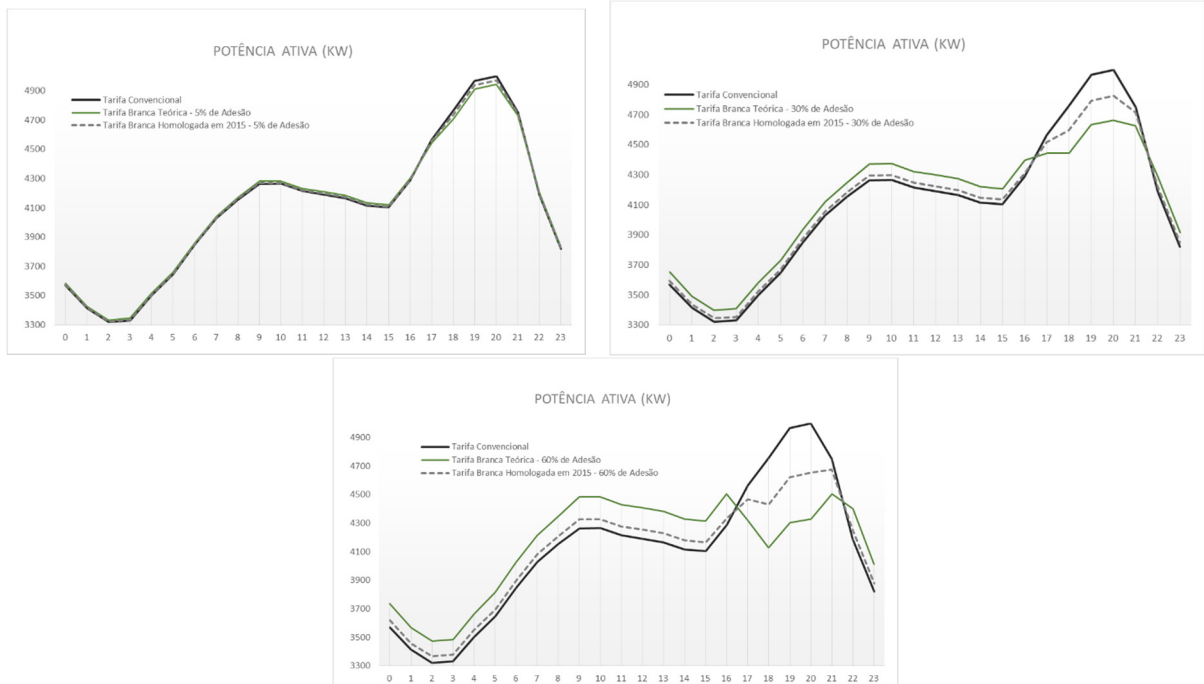 POTÊNCIA ATIVA (KW)
4900
4700
4500
4300
4100
3900
3700
3500
3300
Tarifa Convencional
Tarifa Branca Teórica - 5% de Adesão
Tarifa Branca Homologada em 2015 - 5% de Adesão
0 1 2 3 4 5 6 7 8 9 10 11 12 13 14 15 16 17 18 19 20 21 22 23
POTÊNCIA ATIVA (KW)
4900
4700
4500
4300
4100
3900
3700
3500
3300
Tarifa Convencional
Tarifa Branca Teórica - 30% de Adesão
Tarifa Branca Homologada em 2015 - 30% de Adesão
0 1 2 3 4 5 6 7 8 9 10 11 12 13 14 15 16 17 18 19 20 21 22 23
POTÊNCIA ATIVA (KW)
4900
4700
4500
4300
4100
3900
3700
3500
3300
Tarifa Convencional
Tarifa Branca Teórica - 60% de Adesão
Tarifa Branca Homologada em 2015 - 60% de Adesão
0 1 2 3 4 5 6 7 8 9 10 11 12 13 14 15 16 17 18 19 20 21 22 23